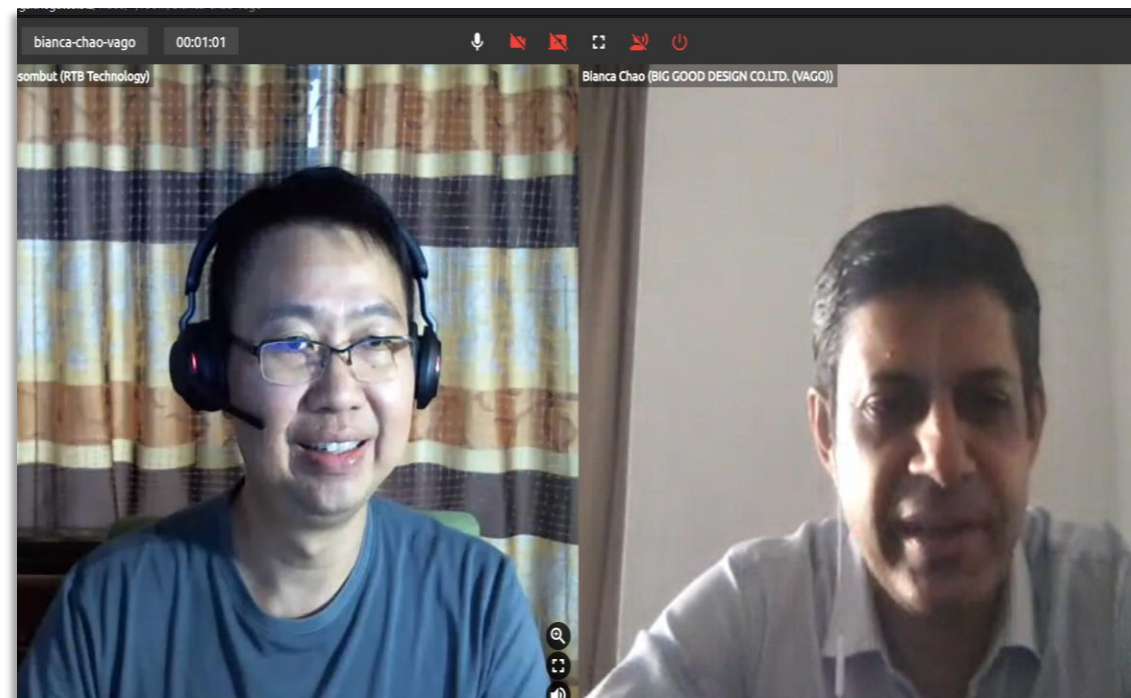 bianca-chao-vago
00:01:01
sombut (RTB Technology)
Bianca Chao (BIG GOOD DESIGN CO.LTD. (VAGO))